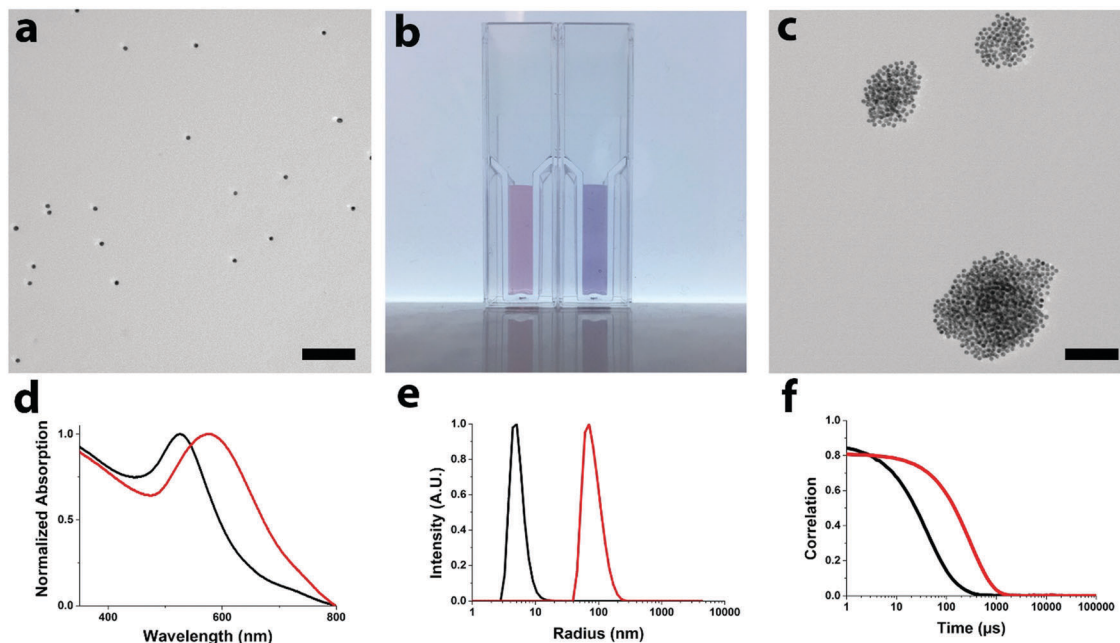 a
b
c
d
Normalized Absorption
1.0
0.5
0.0
400
600
800
Wavelength (nm)
e
Intensity (A.U.)
1.0
0.8
0.6
0.4
0.2
0.0
1
10
100
1000
10000
Radius (nm)
f
Correlation
1.0
0.8
0.6
0.4
0.2
0.0
1
10
100
1000
10000
100000
Time (µs)